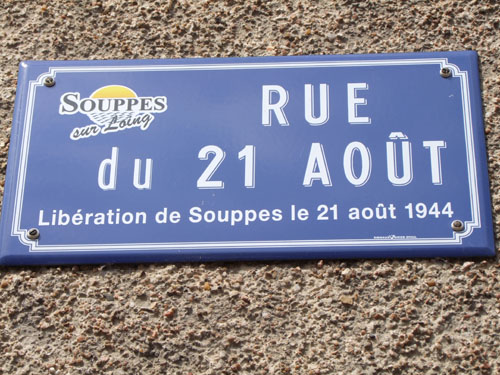 SOUPPES
sur-Loing
RUE
du 21 AOÛT
Libération de Souppes le 21 août 1944